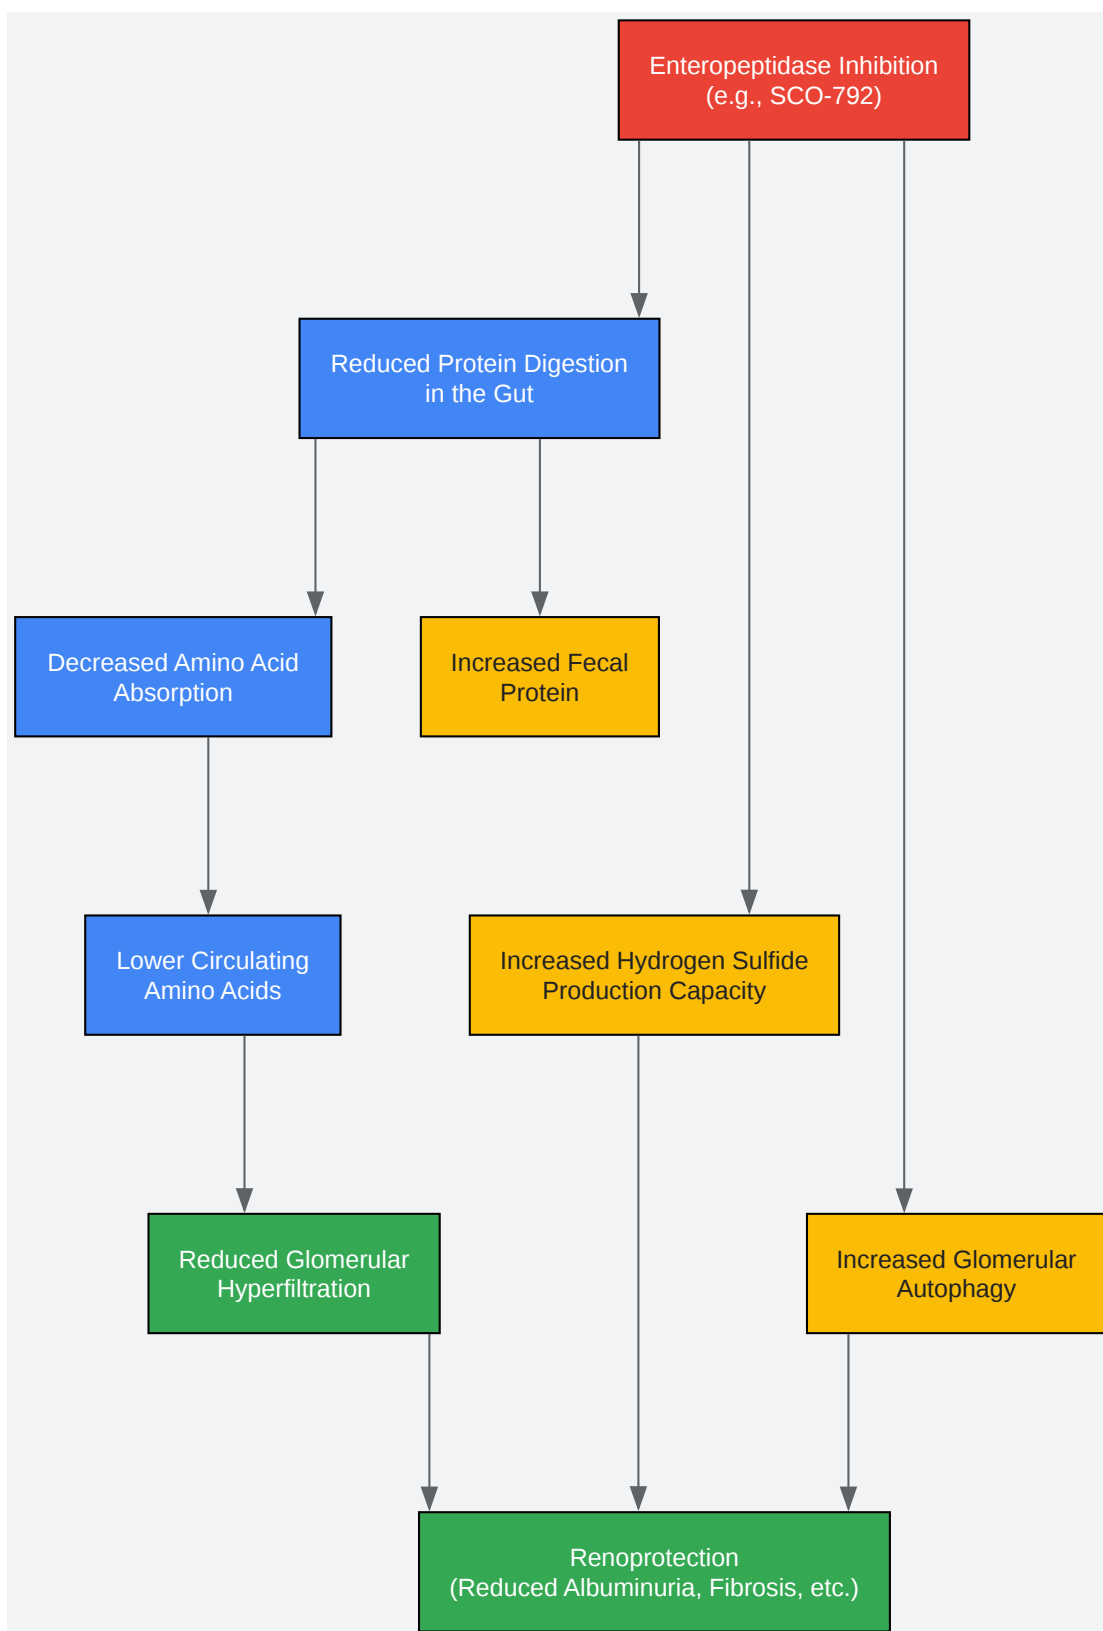 Enteropeptidase Inhibition
(e.g., SCO-792)
Reduced Protein Digestion
in the Gut
Decreased Amino Acid
Absorption
Increased Fecal
Protein
Lower Circulating
Amino Acids
Increased Hydrogen Sulfide
Production Capacity
Reduced Glomerular
Hyperfiltration
Increased Glomerular
Autophagy
Renoprotection
(Reduced Albuminuria, Fibrosis, etc.)